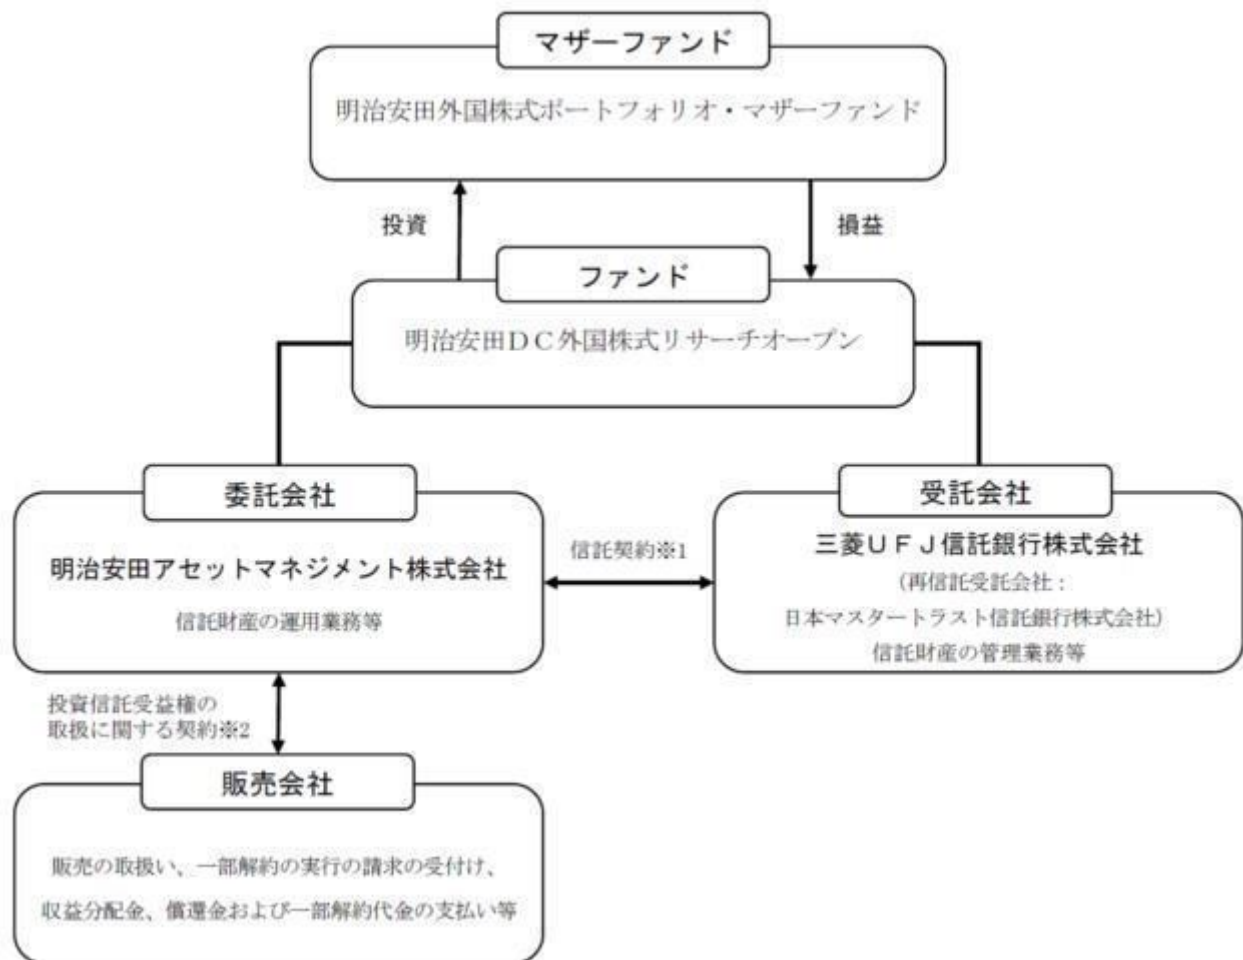 マザーファンド
明治安田外国株式ポートフォリオ・マザーファンド
投資
損益
ファンド
明治安田DC外国株式リサーチオープン
委託会社
明治安田アセットマネジメント株式会社
信託財産の運用業務等
信託契約※1
受託会社
三菱UFJ信託銀行株式会社
(再信託受託会社:
日本マスタートラスト信託銀行株式会社)
信託財産の管理業務等
投資信託受益権の
取扱に関する契約※2
販売会社
販売の取扱い、一部解約の実行の請求の受付け、
収益分配金、償還金および一部解約代金の支払い等